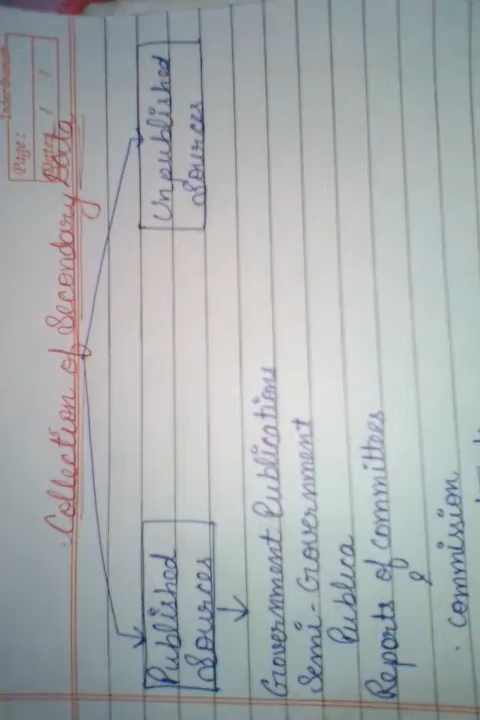 Page:
Date:
Collection of Secondary Data
Published
Sources
Unpublished
Sources
Government Publications
Semi-Government
Publica
Reports of committees
&
commission